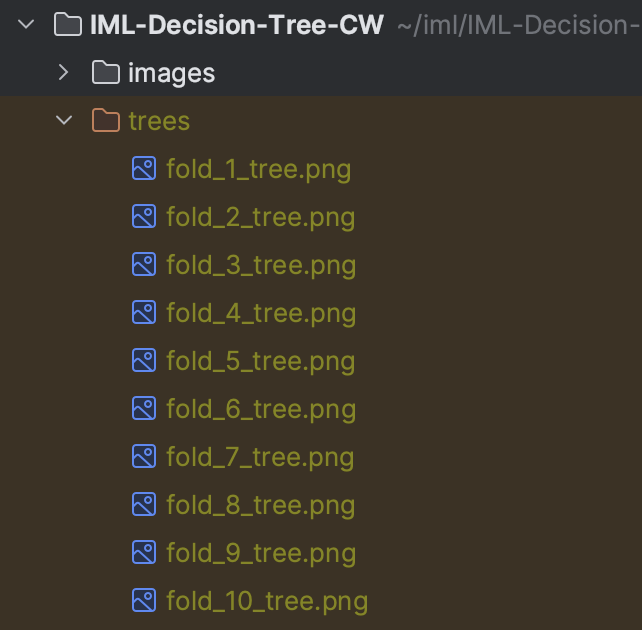 IML-Decision-Tree-CW ~/iml/IML-Decision-
images
trees
fold_1_tree.png
fold_2_tree.png
fold_3_tree.png
fold_4_tree.png
fold_5_tree.png
fold_6_tree.png
fold_7_tree.png
fold_8_tree.png
fold_9_tree.png
fold_10_tree.png